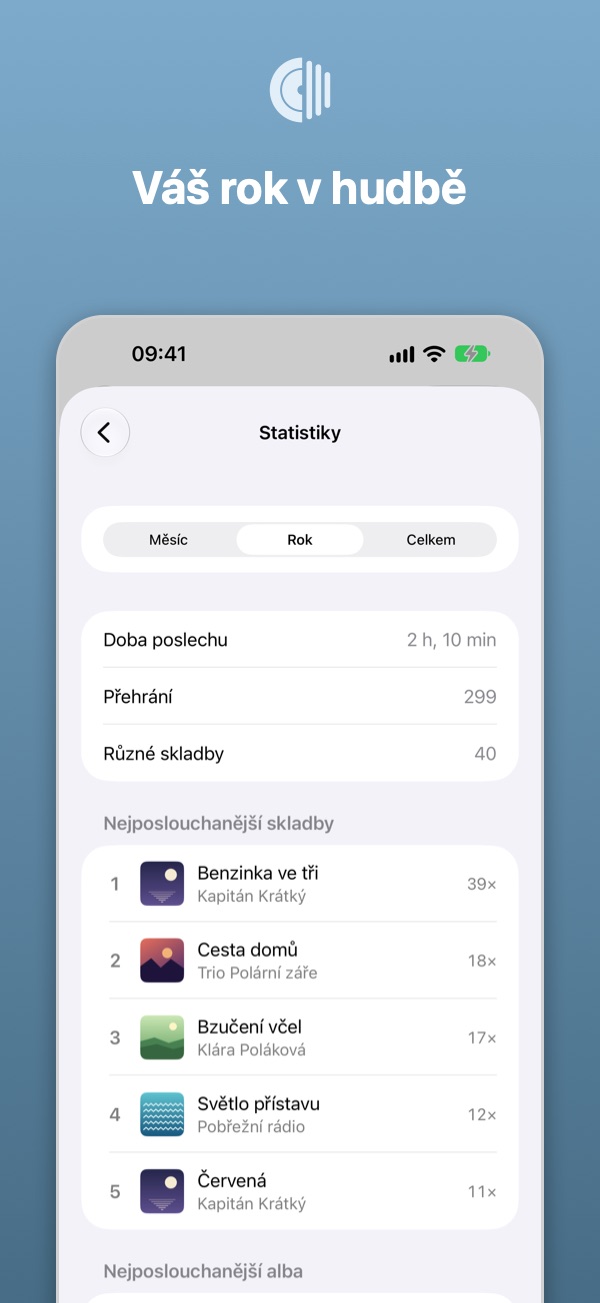 Váš rok v hudbě
09:41
Statistiky
Měsíc
Rok
Celkem
Doba poslechu
2 h, 10 min
Přehrání
299
Různé skladby
40
Nejposlouchanější skladby
1
Benzinka ve tři
Kapitán Krátký
39×
2
Cesta domů
Trio Polární záře
18×
3
Bzučení včel
Klára Poláková
17×
4
Světlo přístavu
Pobřežní rádio
12×
5
Červená
Kapitán Krátký
11×
Nejposlouchanější alba